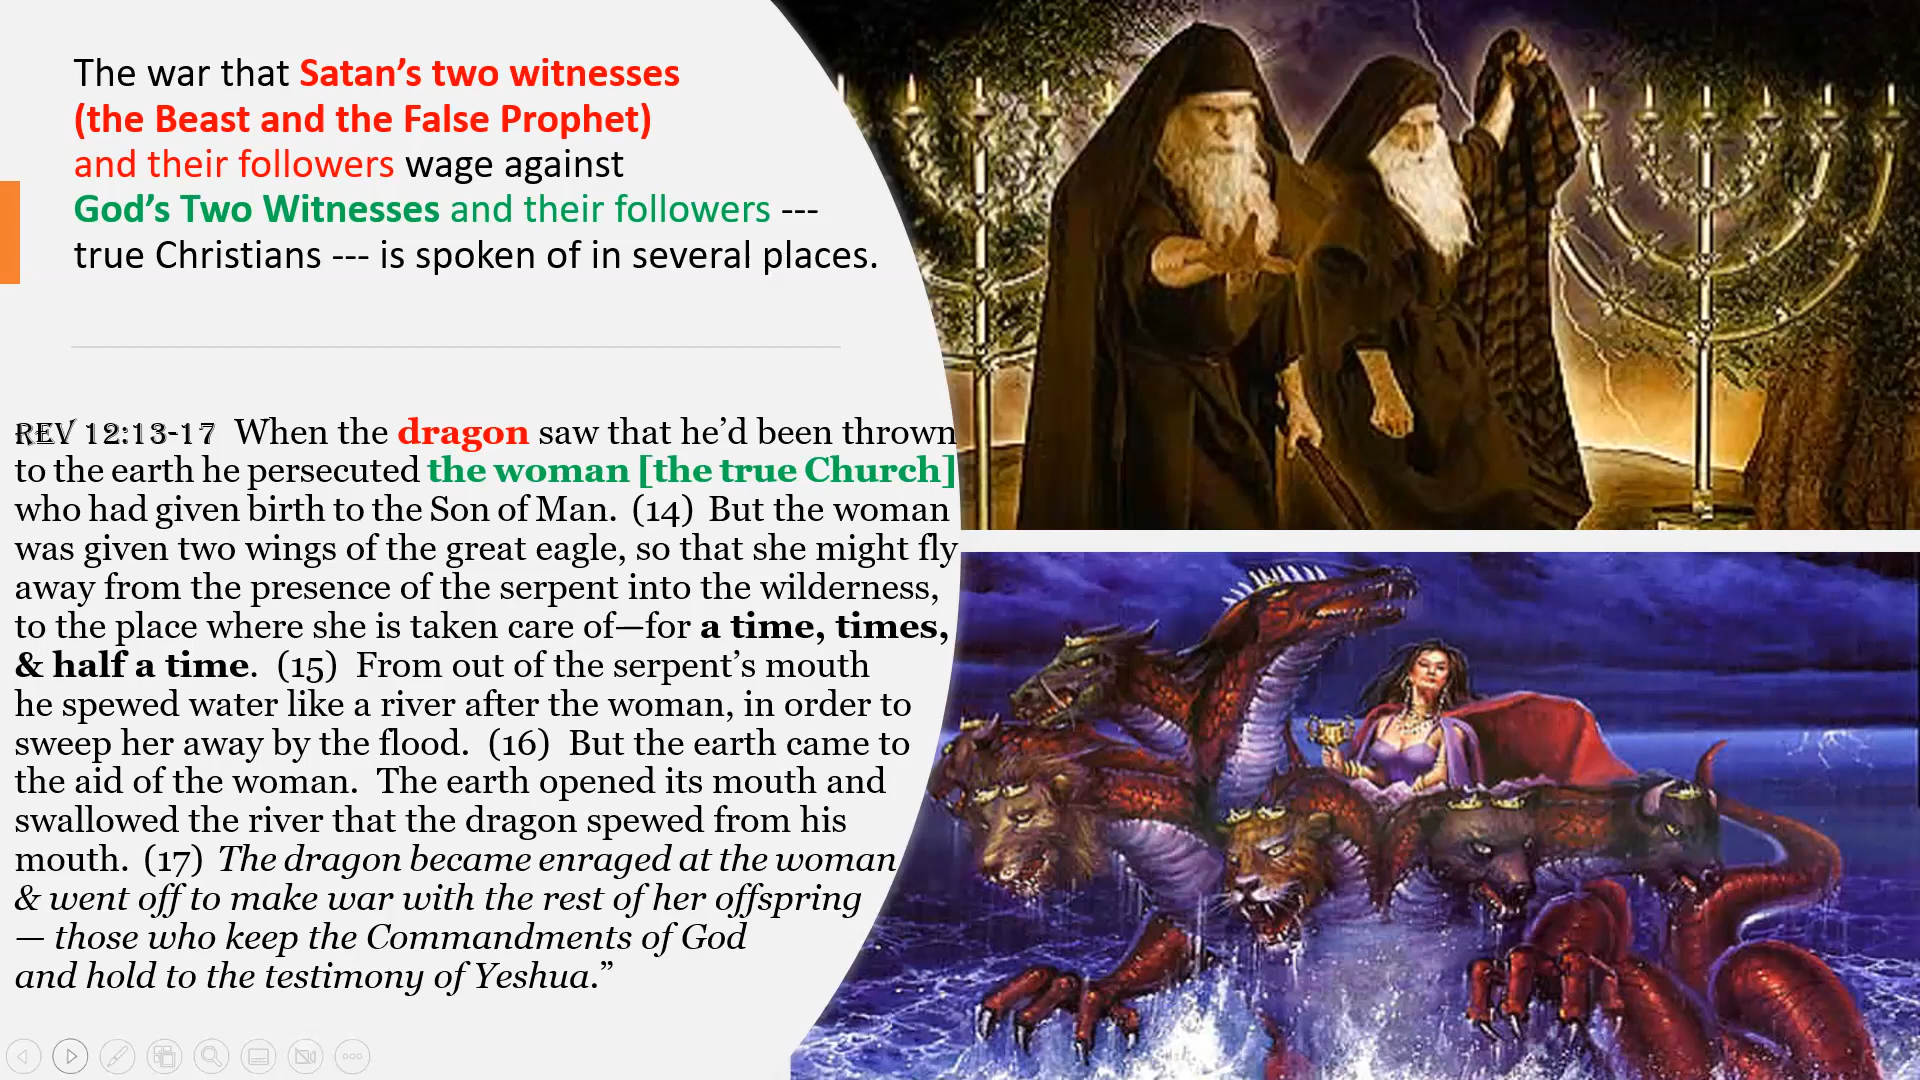 The war that Satan’s two witnesses
(the Beast and the False Prophet)
and their followers wage against
God’s Two Witnesses and their followers ---
true Christians --- is spoken of in several places.
REV 12:13-17 When the dragon saw that he’d been thrown
to the earth he persecuted the woman [the true Church]
who had given birth to the Son of Man. (14) But the woman
was given two wings of the great eagle, so that she might fly
away from the presence of the serpent into the wilderness,
to the place where she is taken care of—for a time, times,
& half a time. (15) From out of the serpent’s mouth
he spewed water like a river after the woman, in order to
sweep her away by the flood. (16) But the earth came to
the aid of the woman. The earth opened its mouth and
swallowed the river that the dragon spewed from his
mouth. (17) The dragon became enraged at the woman
& went off to make war with the rest of her offspring
— those who keep the Commandments of God
and hold to the testimony of Yeshua.”